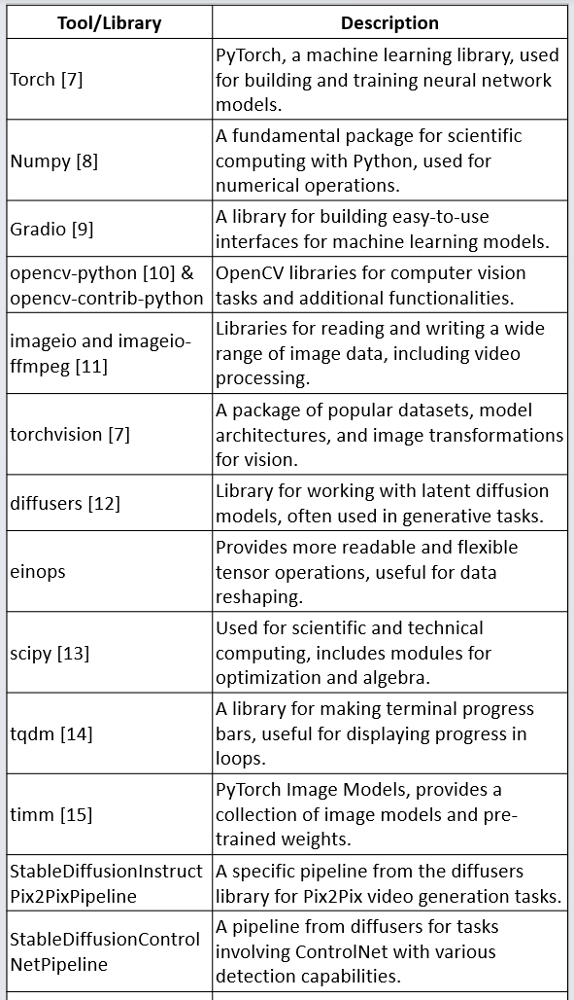 Tool/Library
Description
Torch [7]
PyTorch, a machine learning library, used
for building and training neural network
models.
Numpy [8]
A fundamental package for scientific
computing with Python, used for
numerical operations.
Gradio [9]
A library for building easy-to-use
interfaces for machine learning models.
opencv-python [10] &
opencv-contrib-python
OpenCV libraries for computer vision
tasks and additional functionalities.
imageio and imageio-
ffmpeg [11]
Libraries for reading and writing a wide
range of image data, including video
processing.
torchvision [7]
A package of popular datasets, model
architectures, and image transformations
for vision.
diffusers [12]
Library for working with latent diffusion
models, often used in generative tasks.
einops
Provides more readable and flexible
tensor operations, useful for data
reshaping.
scipy [13]
Used for scientific and technical
computing, includes modules for
optimization and algebra.
tqdm [14]
A library for making terminal progress
bars, useful for displaying progress in
loops.
timm [15]
PyTorch Image Models, provides a
collection of image models and pre-
trained weights.
StableDiffusionInstruct
Pix2PixPipeline
A specific pipeline from the diffusers
library for Pix2Pix video generation tasks.
StableDiffusionControl
NetPipeline
A pipeline from diffusers for tasks
involving ControlNet with various
detection capabilities.